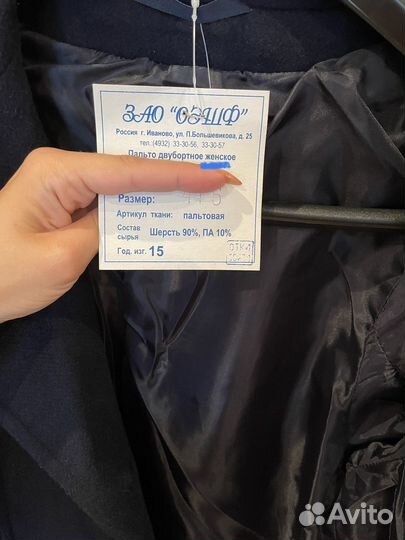 ЗАО "ОЭЩФ"
Россия г. Иваново, ул. П.Большевикова, д. 25
тел. (4932) 33-30-56, 33-30-57
Пальто двубортное женское
Размер:
Артикул ткани: пальтовая
Состав сырья Шерсть 90%, ПА 10%
Год. изг. 15
Avito